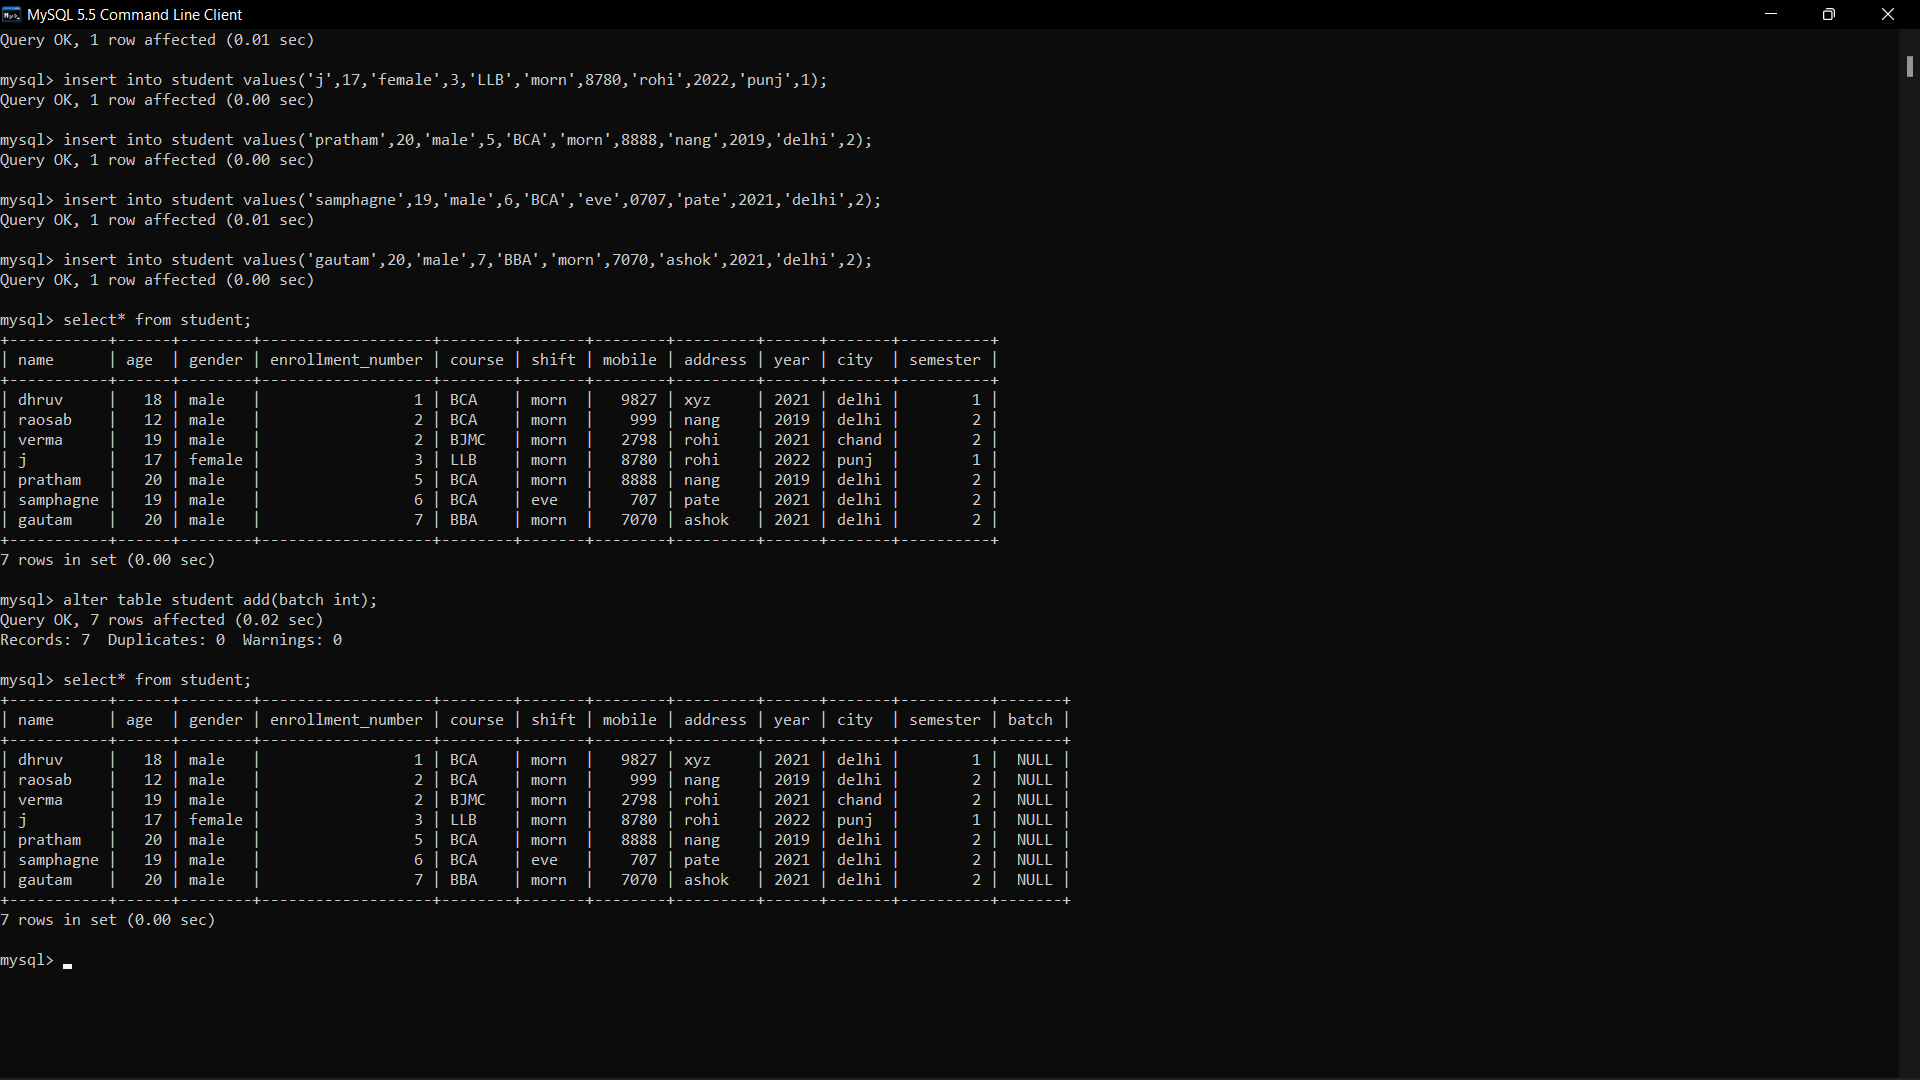 MySQL 5.5 Command Line Client
Query OK, 1 row affected (0.01 sec)
mysql> insert into student values('j',17,'female',3,'LLB','morn',8780,'rohi',2022,'punj',1);
Query OK, 1 row affected (0.00 sec)
mysql> insert into student values('pratham',20,'male',5,'BCA','morn',8888,'nang',2019,'delhi',2);
Query OK, 1 row affected (0.00 sec)
mysql> insert into student values('samphagne',19,'male',6,'BCA','eve',0707,'pate',2021,'delhi',2);
Query OK, 1 row affected (0.01 sec)
mysql> insert into student values('gautam',20,'male',7,'BBA','morn',7070,'ashok',2021,'delhi',2);
Query OK, 1 row affected (0.00 sec)
mysql> select* from student;
+-----------+------+--------+-------------------+--------+-------+--------+---------+------+-------+----------+
| name      | age  | gender | enrollment_number | course | shift | mobile | address | year | city  | semester |
+-----------+------+--------+-------------------+--------+-------+--------+---------+------+-------+----------+
| dhruv     |   18 | male   |                 1 | BCA    | morn  |   9827 | xyz     | 2021 | delhi |        1 |
| raosab    |   12 | male   |                 2 | BCA    | morn  |    999 | nang    | 2019 | delhi |        2 |
| verma     |   19 | male   |                 2 | BJMC   | morn  |   2798 | rohi    | 2021 | chand |        2 |
| j         |   17 | female |                 3 | LLB    | morn  |   8780 | rohi    | 2022 | punj  |        1 |
| pratham   |   20 | male   |                 5 | BCA    | morn  |   8888 | nang    | 2019 | delhi |        2 |
| samphagne |   19 | male   |                 6 | BCA    | eve   |    707 | pate    | 2021 | delhi |        2 |
| gautam    |   20 | male   |                 7 | BBA    | morn  |   7070 | ashok   | 2021 | delhi |        2 |
+-----------+------+--------+-------------------+--------+-------+--------+---------+------+-------+----------+
7 rows in set (0.00 sec)
mysql> alter table student add(batch int);
Query OK, 7 rows affected (0.02 sec)
Records: 7  Duplicates: 0  Warnings: 0
mysql> select* from student;
+-----------+------+--------+-------------------+--------+-------+--------+---------+------+-------+----------+-------+
| name      | age  | gender | enrollment_number | course | shift | mobile | address | year | city  | semester | batch |
+-----------+------+--------+-------------------+--------+-------+--------+---------+------+-------+----------+-------+
| dhruv     |   18 | male   |                 1 | BCA    | morn  |   9827 | xyz     | 2021 | delhi |        1 |  NULL |
| raosab    |   12 | male   |                 2 | BCA    | morn  |    999 | nang    | 2019 | delhi |        2 |  NULL |
| verma     |   19 | male   |                 2 | BJMC   | morn  |   2798 | rohi    | 2021 | chand |        2 |  NULL |
| j         |   17 | female |                 3 | LLB    | morn  |   8780 | rohi    | 2022 | punj  |        1 |  NULL |
| pratham   |   20 | male   |                 5 | BCA    | morn  |   8888 | nang    | 2019 | delhi |        2 |  NULL |
| samphagne |   19 | male   |                 6 | BCA    | eve   |    707 | pate    | 2021 | delhi |        2 |  NULL |
| gautam    |   20 | male   |                 7 | BBA    | morn  |   7070 | ashok   | 2021 | delhi |        2 |  NULL |
+-----------+------+--------+-------------------+--------+-------+--------+---------+------+-------+----------+-------+
7 rows in set (0.00 sec)
mysql>